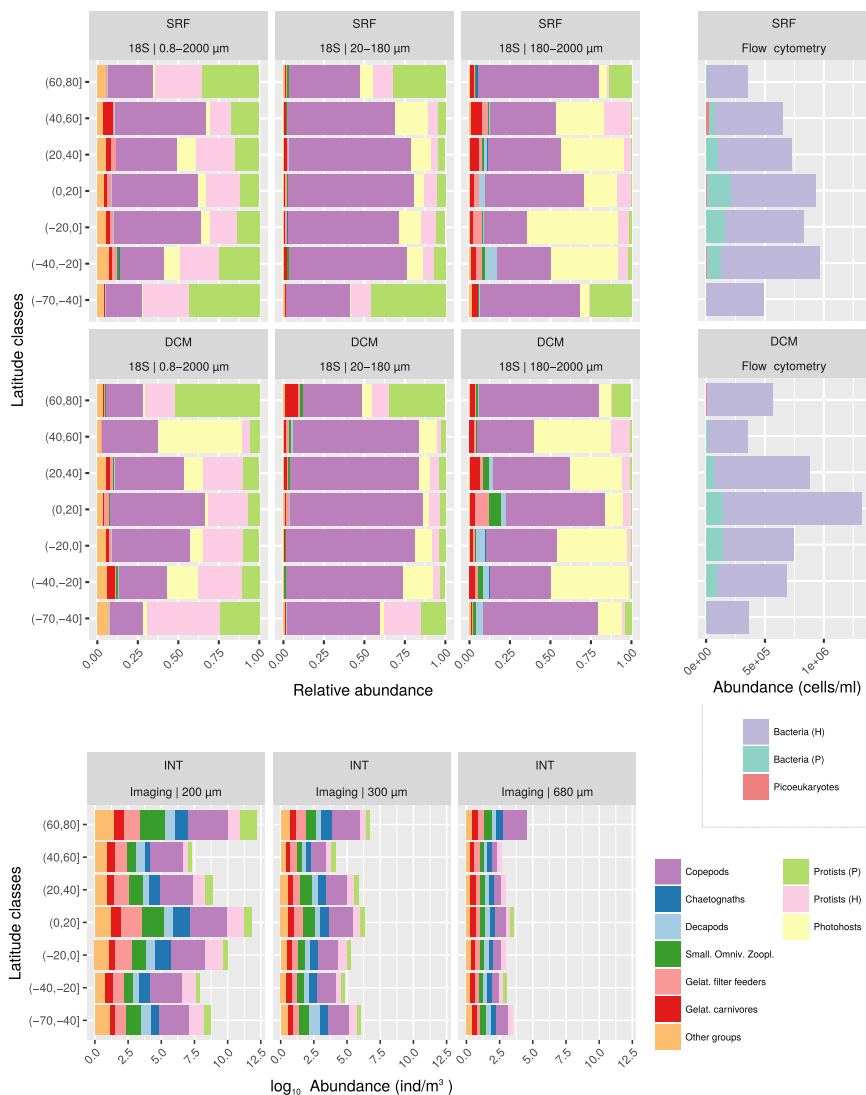 SRF
SRF
SRF
SRF
18S | 0.8−2000 µm
18S | 20−180 µm
18S | 180−2000 µm
Flow cytometry
(60,80]
(40,60]
(20,40]
(0,20]
(−20,0]
(−40,−20]
(−70,−40]
Latitude classes
DCM
DCM
DCM
DCM
18S | 0.8−2000 µm
18S | 20−180 µm
18S | 180−2000 µm
Flow cytometry
(60,80]
(40,60]
(20,40]
(0,20]
(−20,0]
(−40,−20]
(−70,−40]
0.00 0.25 0.50 0.75 1.00
0.00 0.25 0.50 0.75 1.00
0.00 0.25 0.50 0.75 1.00
0e+00 5e+05 1e+06
Relative abundance
Abundance (cells/ml)
Bacteria (H)
Bacteria (P)
Picoeukaryotes
INT
INT
INT
Imaging | 200 µm
Imaging | 300 µm
Imaging | 680 µm
(60,80]
(40,60]
(20,40]
(0,20]
(−20,0]
(−40,−20]
(−70,−40]
Latitude classes
0.0 2.5 5.0 7.5 10.0 12.5
0.0 2.5 5.0 7.5 10.0 12.5
0.0 2.5 5.0 7.5 10.0 12.5
log₁₀ Abundance (ind/m³ )
Copepods
Chaetognaths
Decapods
Small. Omniv. Zoopl.
Gelat. filter feeders
Gelat. carnivores
Other groups
Protists (P)
Protists (H)
Photohosts